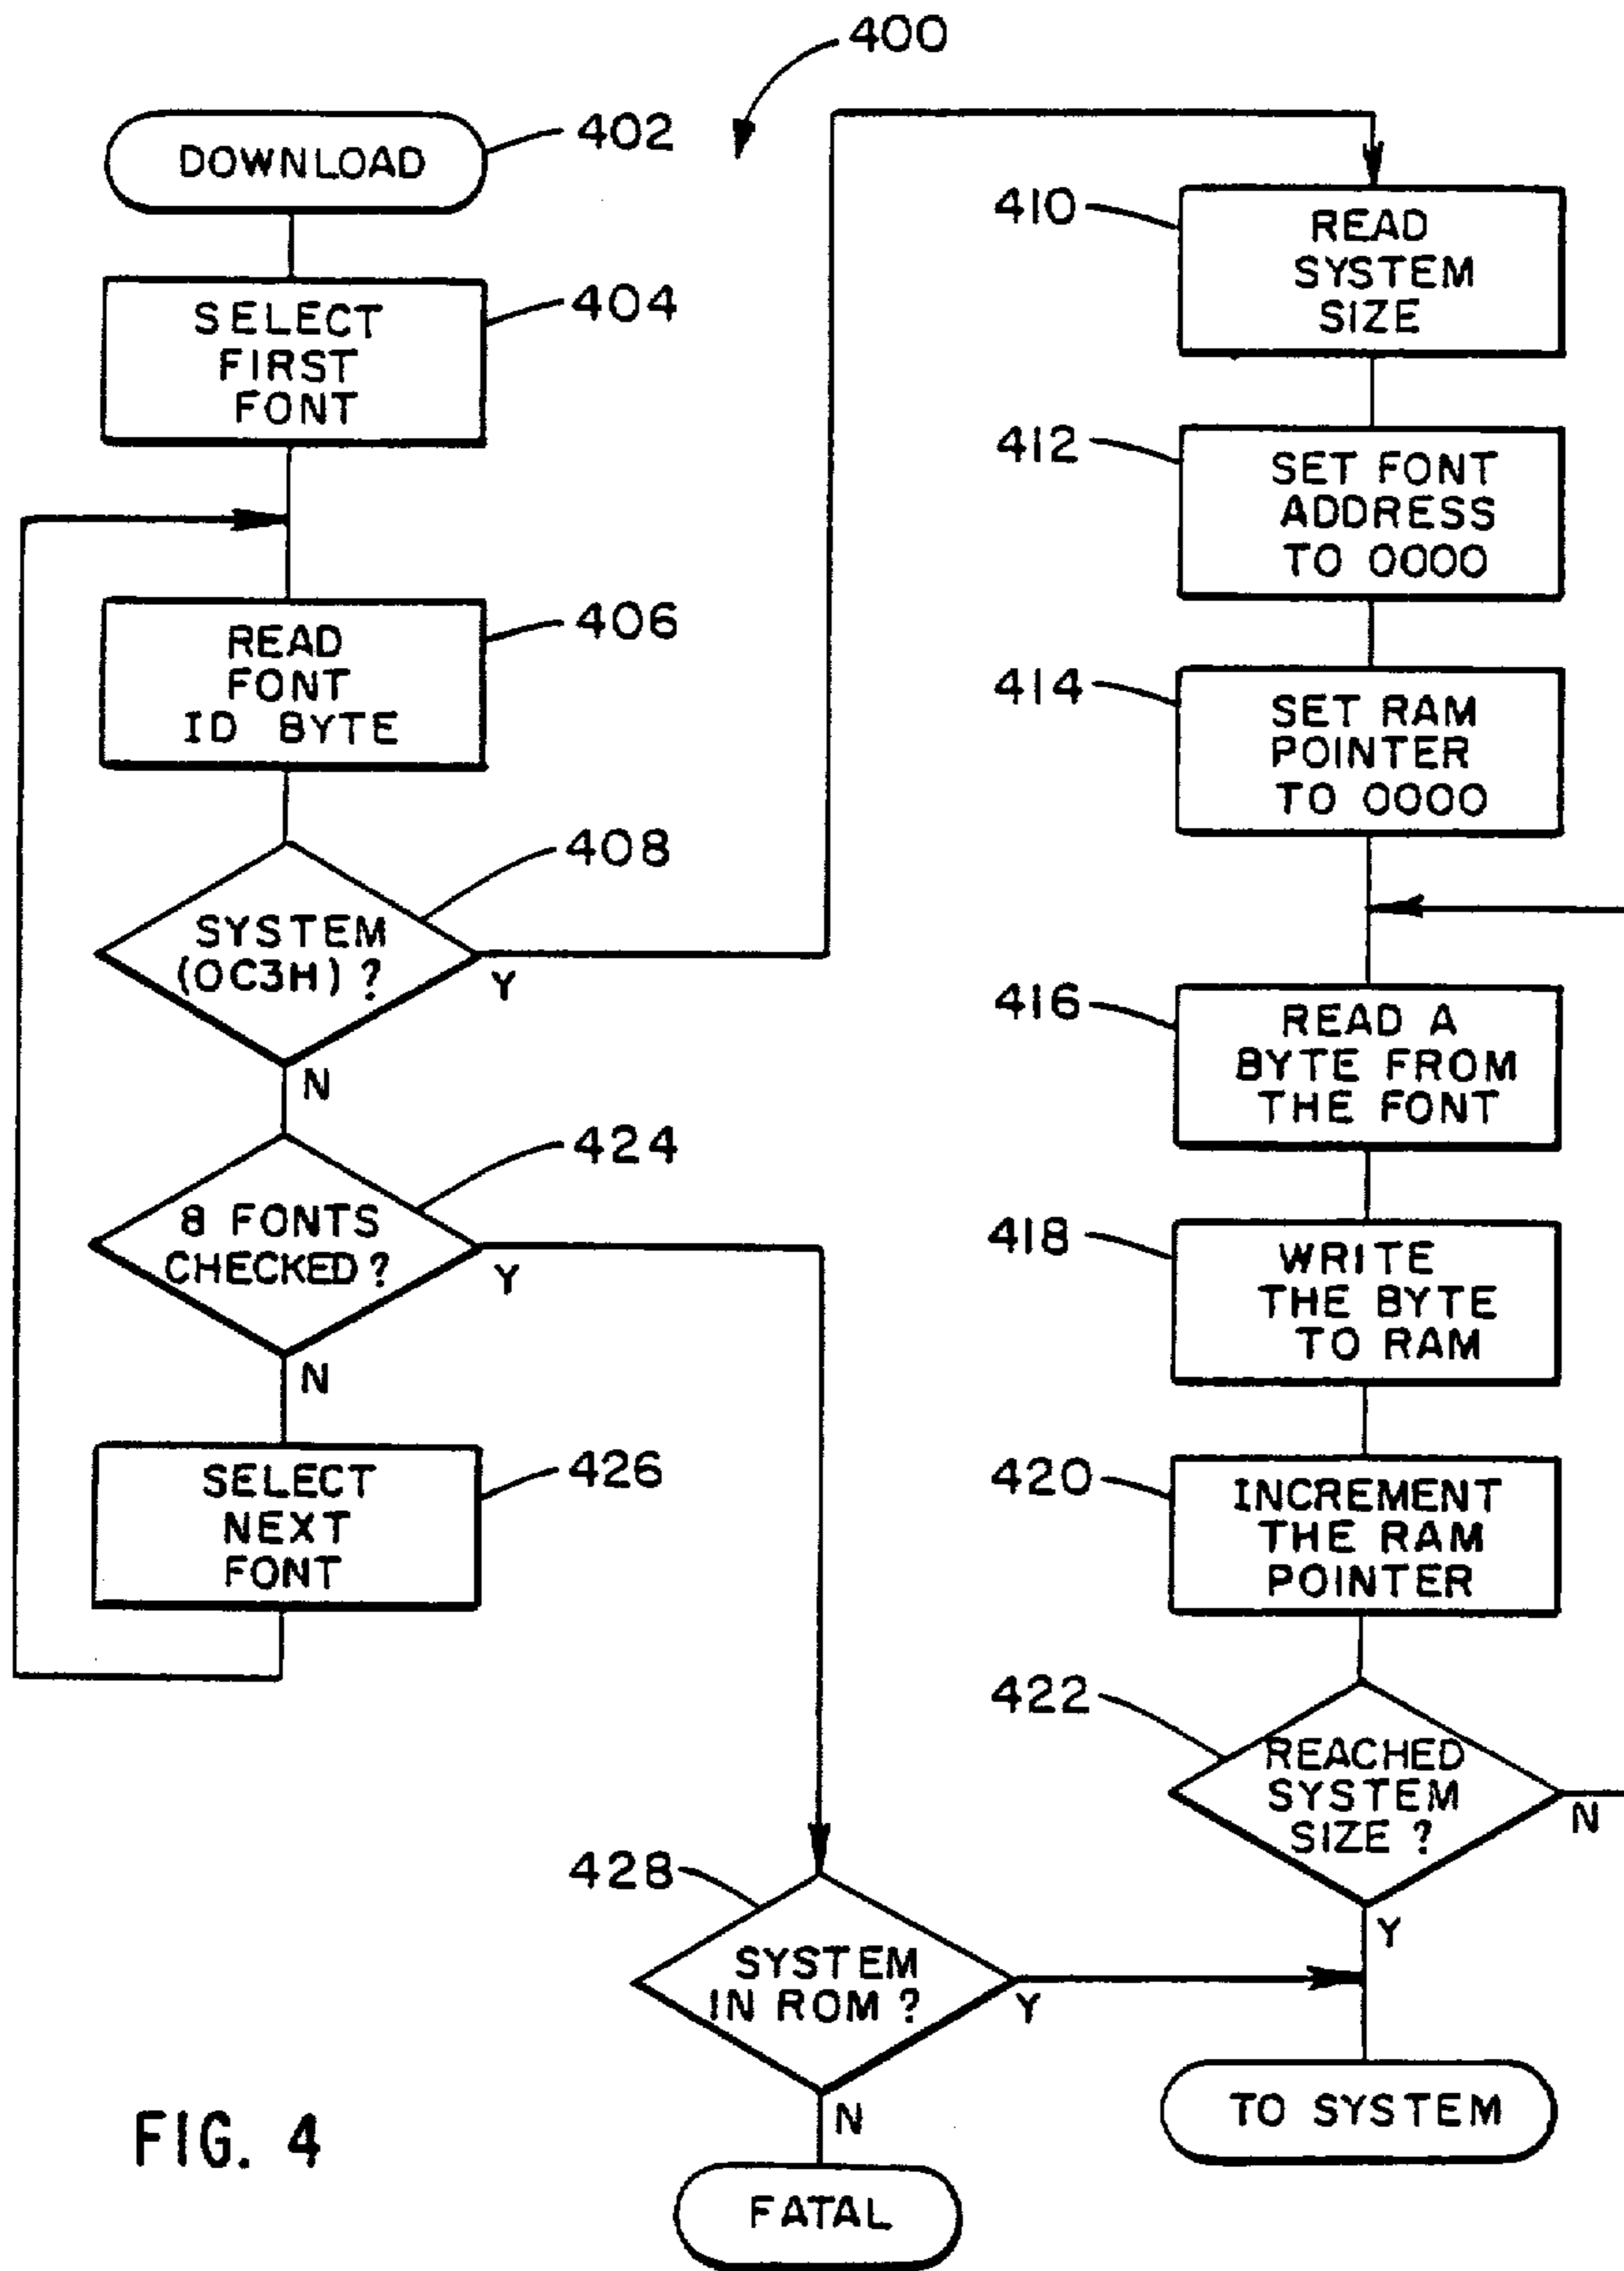 400
DOWNLOAD
402
SELECT
FIRST
FONT
404
READ
FONT
ID BYTE
406
SYSTEM
(0C3H)?
408
Y
N
8 FONTS
CHECKED?
424
Y
N
SELECT
NEXT
FONT
426
428
SYSTEM
IN ROM?
Y
N
FATAL
410
READ
SYSTEM
SIZE
412
SET FONT
ADDRESS
TO 0000
414
SET RAM
POINTER
TO 0000
416
READ A
BYTE FROM
THE FONT
418
WRITE
THE BYTE
TO RAM
420
INCREMENT
THE RAM
POINTER
422
REACHED
SYSTEM
SIZE?
N
Y
TO SYSTEM
FIG. 4